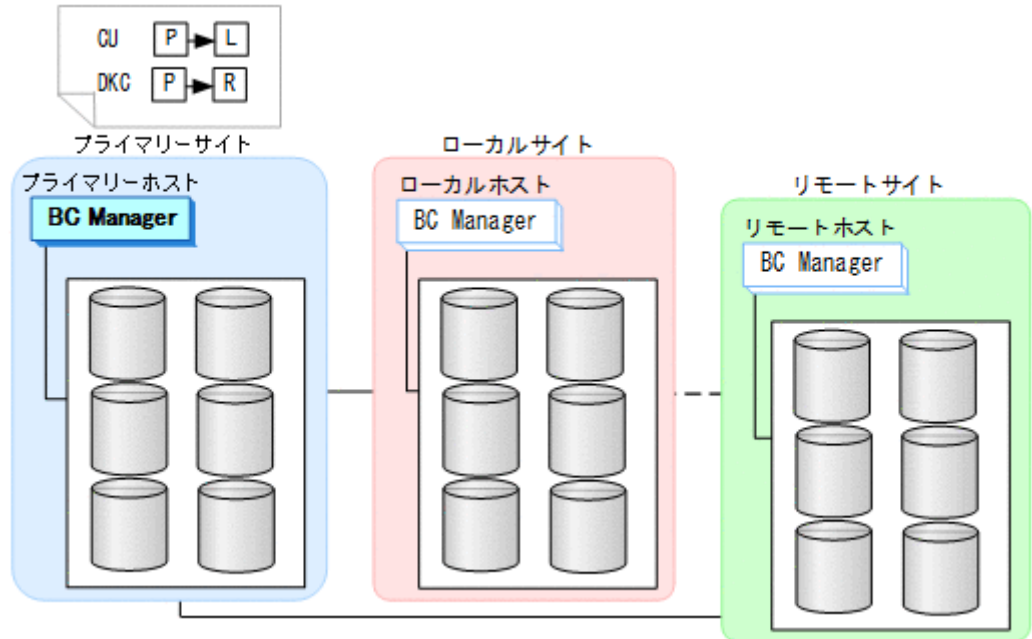 CU P L
DKC P R
プライマリーサイト
プライマリーホスト
BC Manager
ローカルサイト
ローカルホスト
BC Manager
リモートサイト
リモートホスト
BC Manager